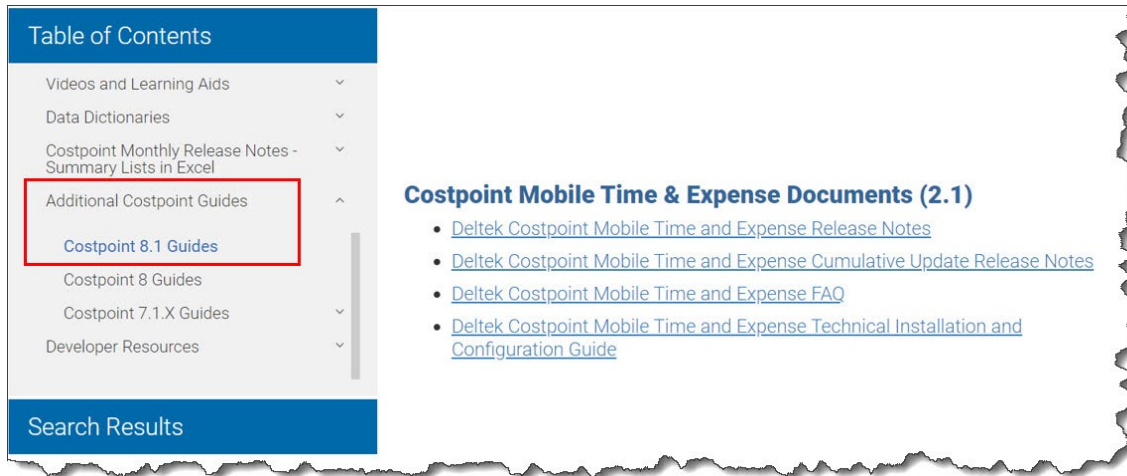 Table of Contents
Videos and Learning Aids
Data Dictionaries
Costpoint Monthly Release Notes -
Summary Lists in Excel
Additional Costpoint Guides
Costpoint 8.1 Guides
Costpoint 8 Guides
Costpoint 7.1.X Guides
Developer Resources
Search Results
Costpoint Mobile Time & Expense Documents (2.1)
• Deltek Costpoint Mobile Time and Expense Release Notes
• Deltek Costpoint Mobile Time and Expense Cumulative Update Release Notes
• Deltek Costpoint Mobile Time and Expense FAQ
• Deltek Costpoint Mobile Time and Expense Technical Installation and
Configuration Guide